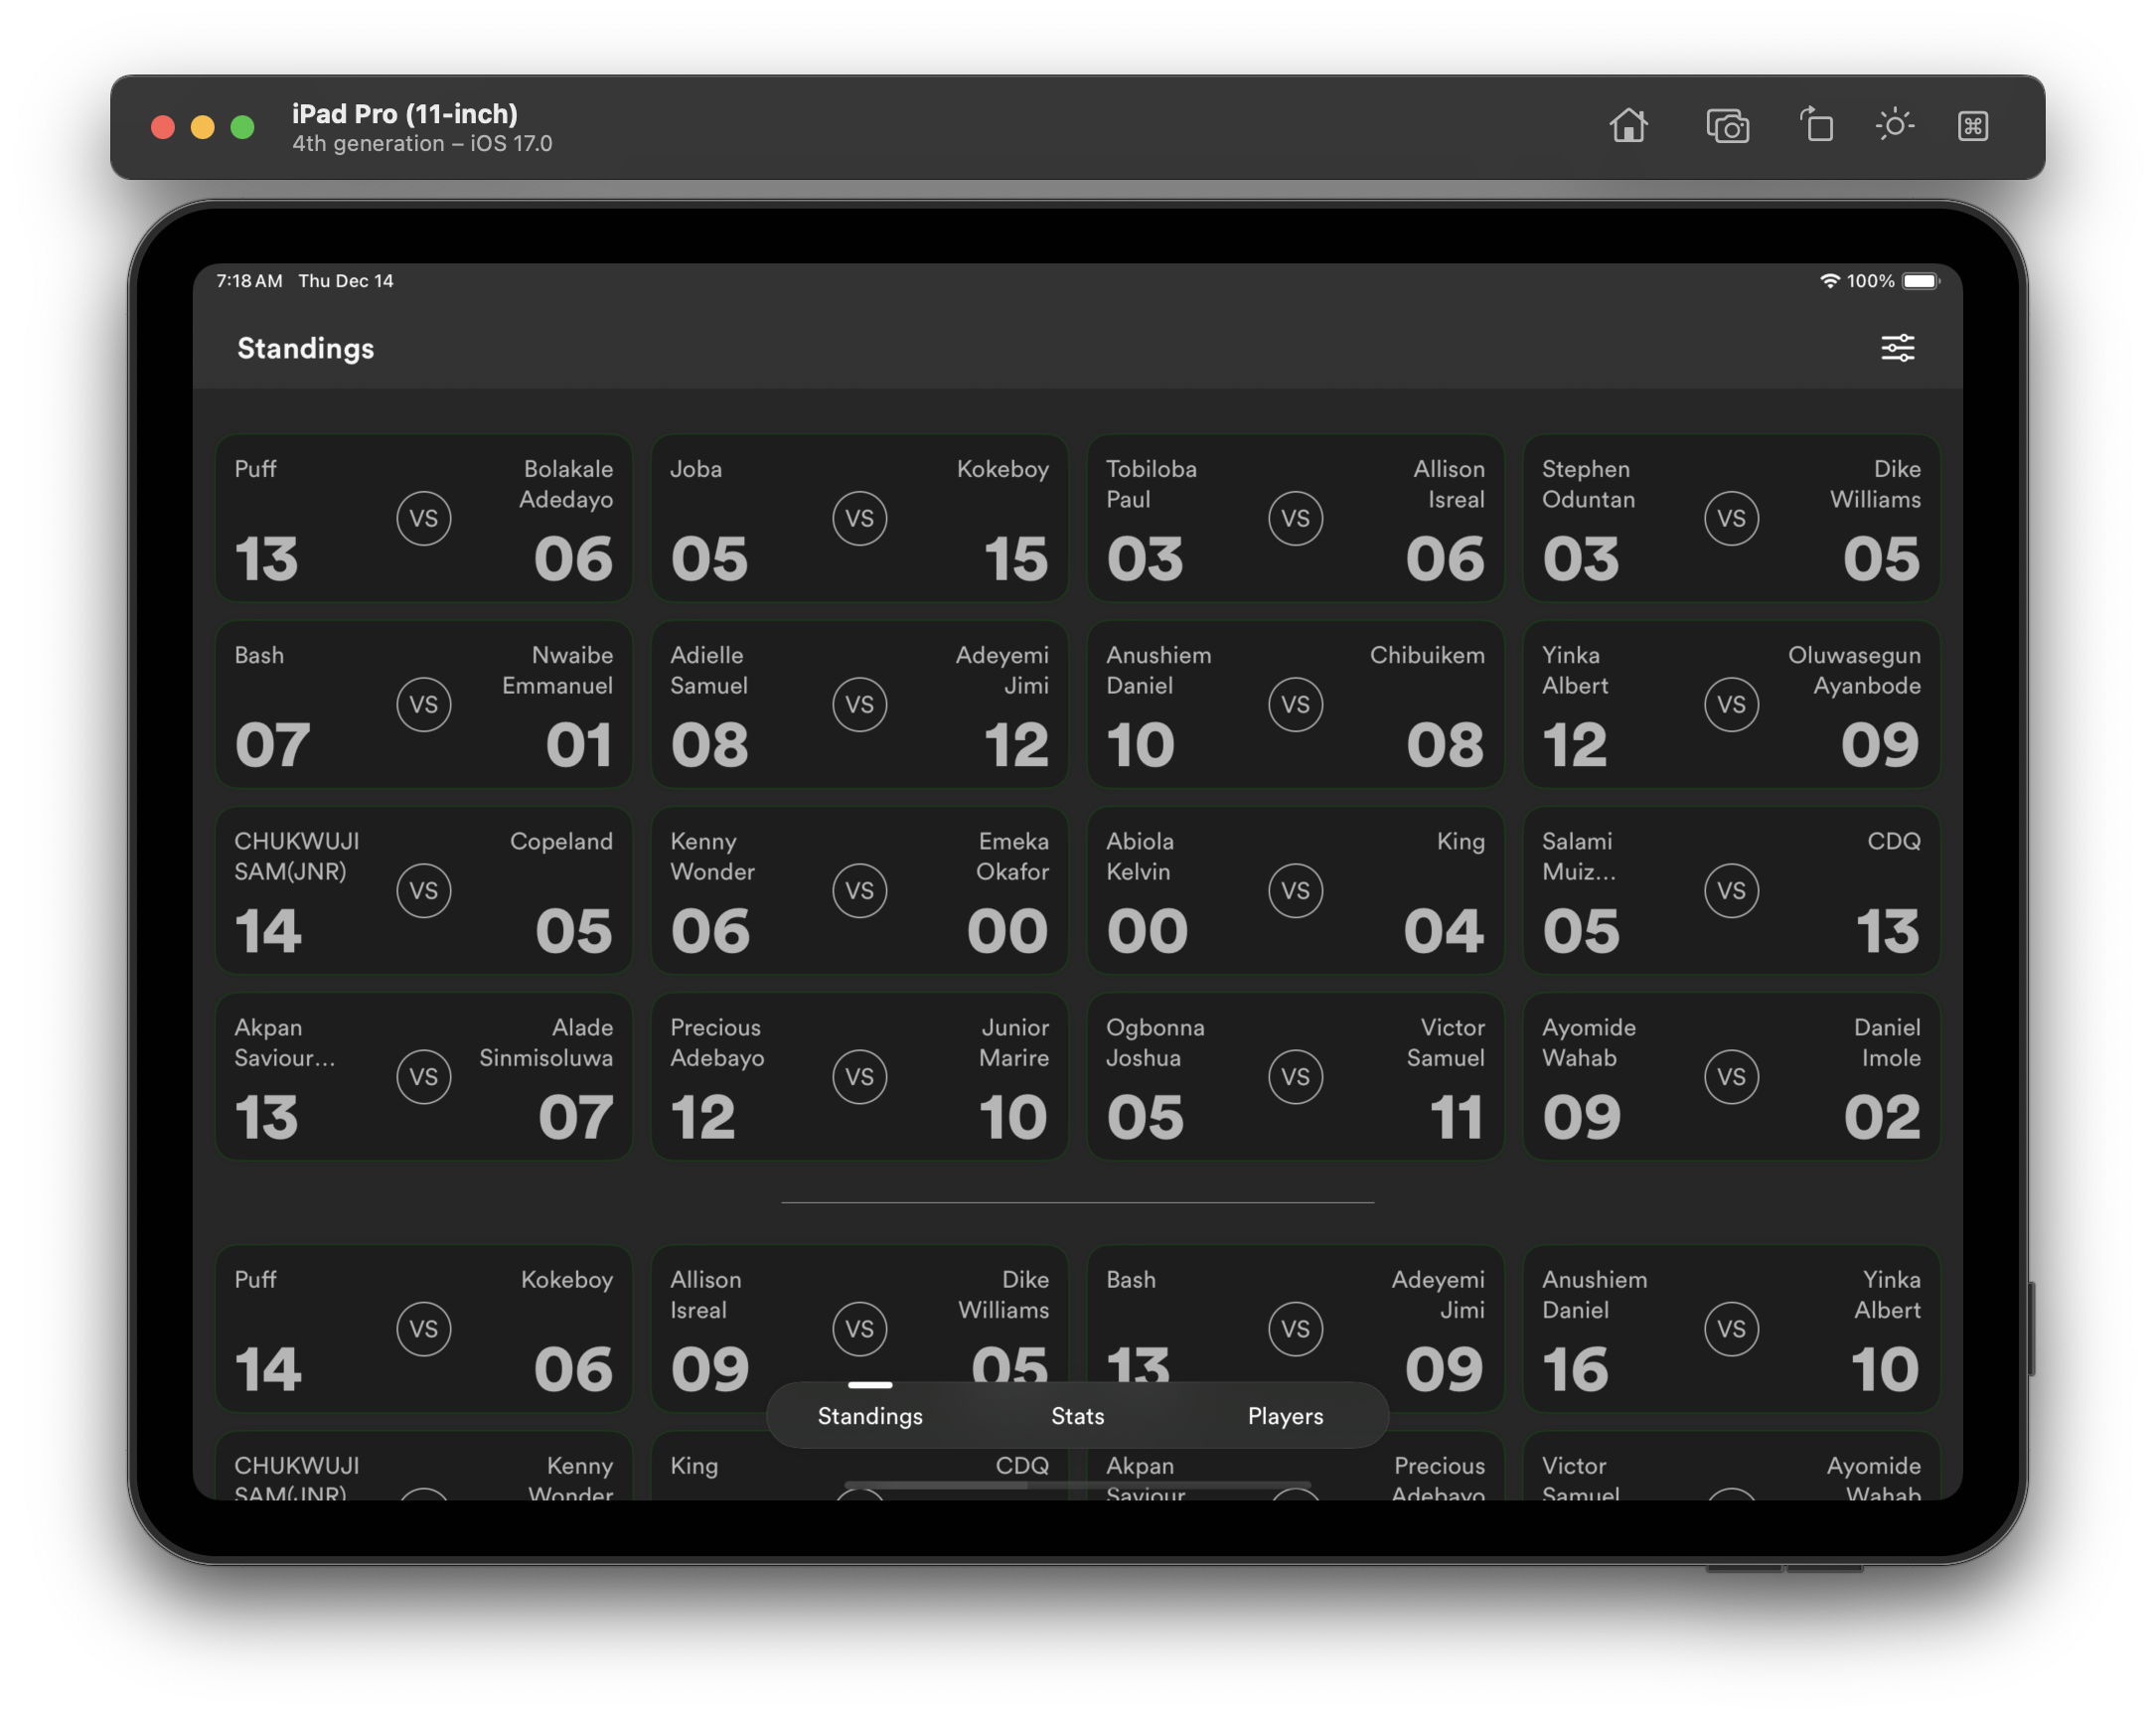 iPad Pro (11-inch)
4th generation – iOS 17.0
7:18 AM Thu Dec 14
100%
Standings
Puff
Bolakale
Adedayo
VS
13
06
Joba
Kokeboy
VS
05
15
Tobiloba
Paul
Allison
Isreal
VS
03
06
Stephen
Oduntan
Dike
Williams
VS
03
05
Bash
Nwaibe
Emmanuel
VS
07
01
Adielle
Samuel
Adeyemi
Jimi
VS
08
12
Anushiem
Daniel
Chibuikem
VS
10
08
Yinka
Albert
Oluwasegun
Ayanbode
VS
12
09
CHUKWUJI
SAM(JNR)
Copeland
VS
14
05
Kenny
Wonder
Emeka
Okafor
VS
06
00
Abiola
Kelvin
King
VS
00
04
Salami
Muiz...
CDQ
VS
05
13
Akpan
Saviour...
Alade
Sinmisoluwa
VS
13
07
Precious
Adebayo
Junior
Marire
VS
12
10
Ogbonna
Joshua
Victor
Samuel
VS
05
11
Ayomide
Wahab
Daniel
Imole
VS
09
02
Puff
Kokeboy
VS
14
06
Allison
Isreal
Dike
Williams
VS
09
05
Bash
Adeyemi
Jimi
VS
13
09
Anushiem
Daniel
Yinka
Albert
VS
16
10
Standings
Stats
Players
CHUKWUJI
SAM(JNR)
Kenny
Wonder
King
CDQ
Akpan
Saviour
Precious
Adebayo
Victor
Samuel
Ayomide
Wahab